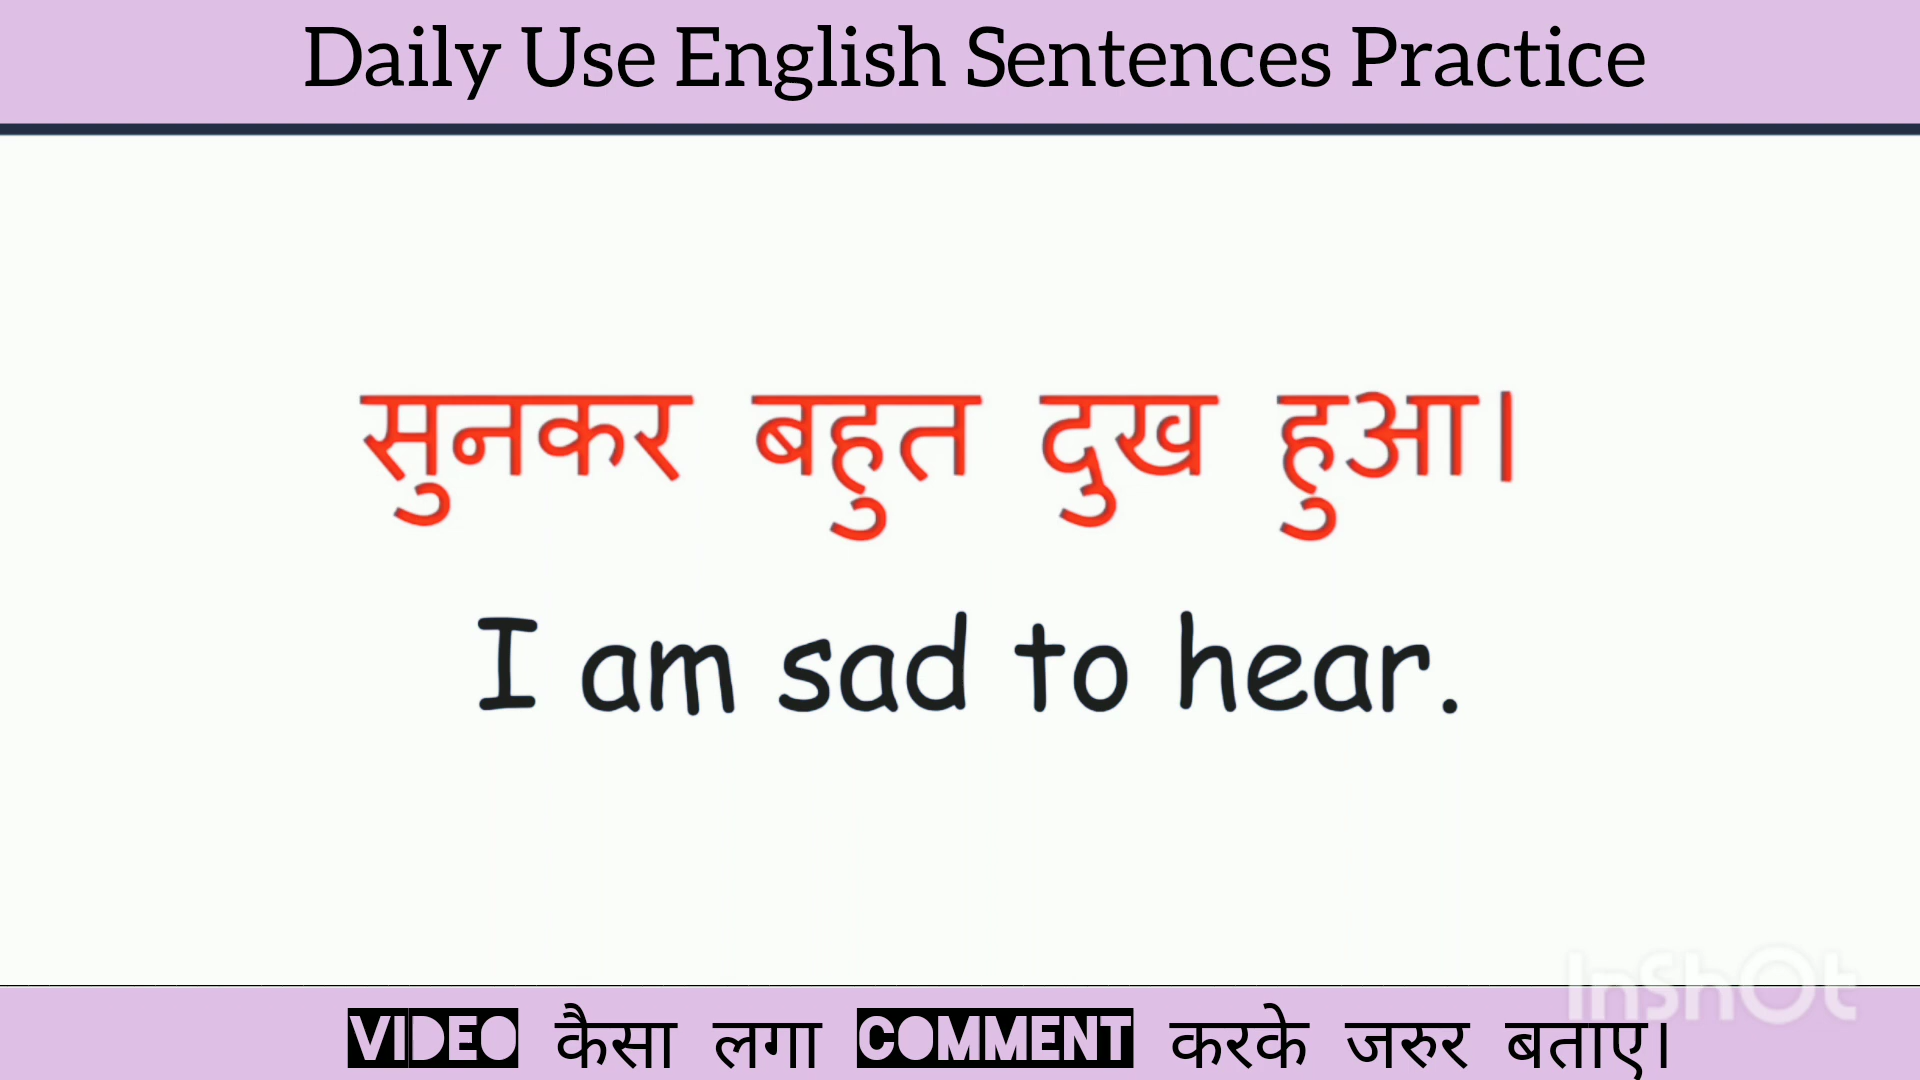 Daily Use English Sentences Practice
सुनकर बहुत दुख हुआ।
I am sad to hear.
InShOt
VIDEO कैसा लगा COMMENT करके जरुर बताए।